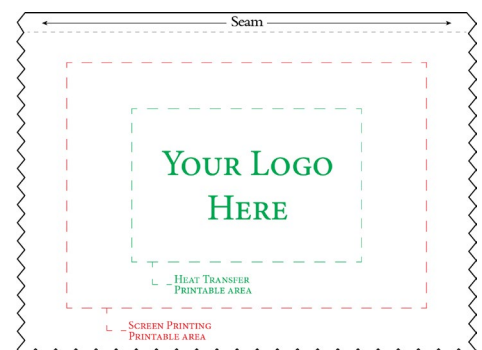 Seam
Your Logo
Here
Heat Transfer
Printable area
Screen Printing
Printable area